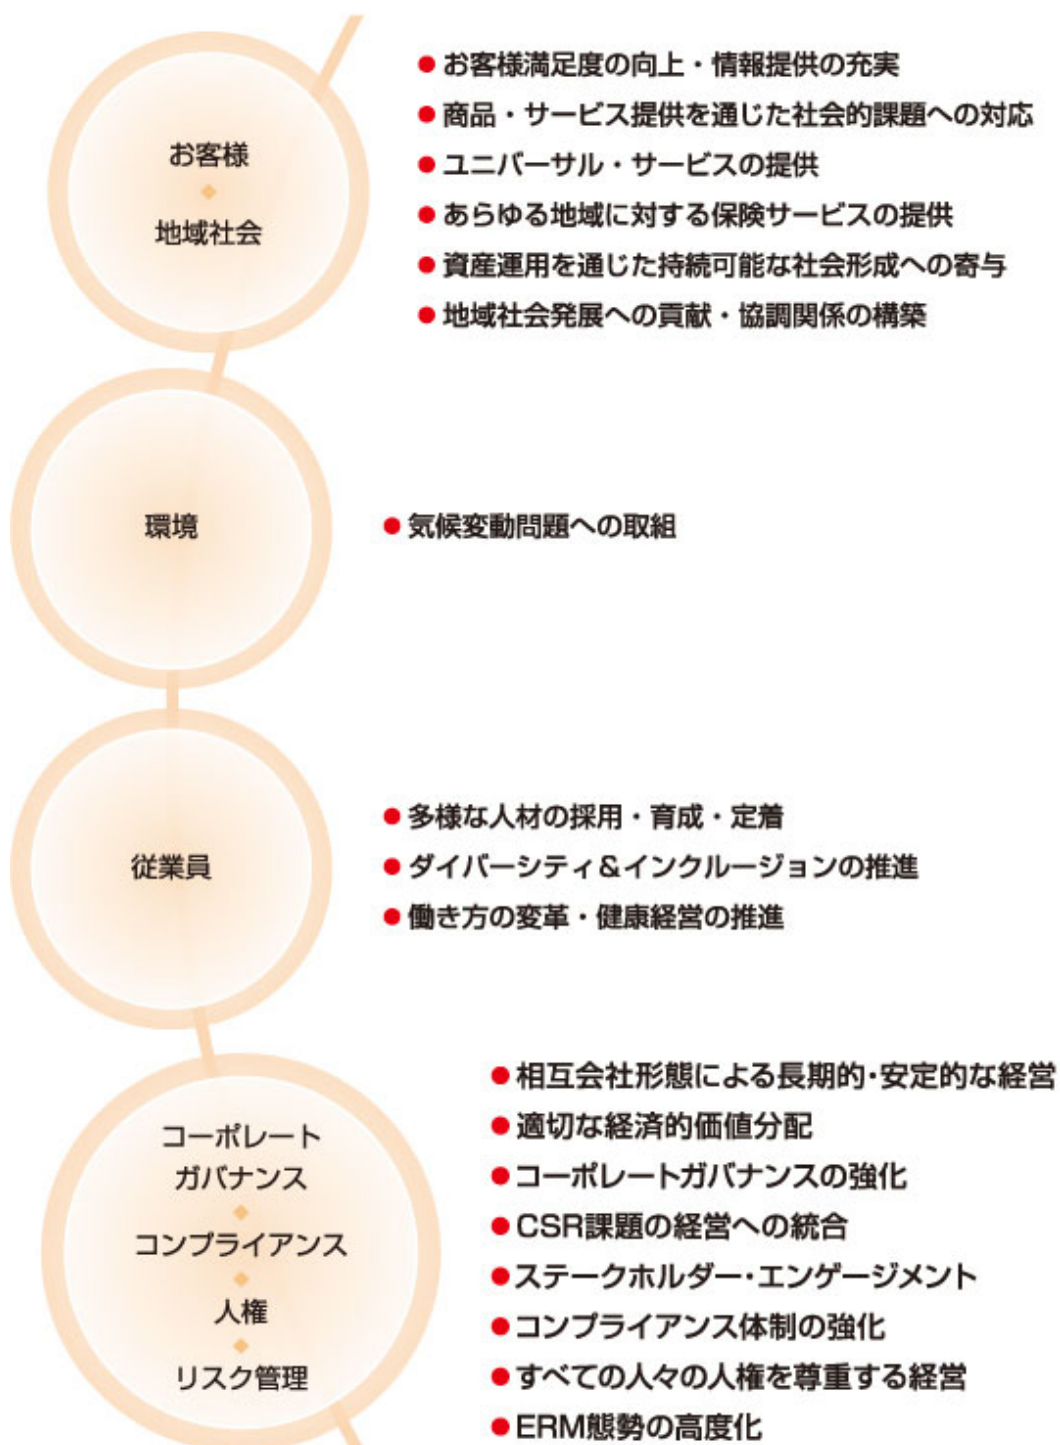 お客様
地域社会
● お客様満足度の向上・情報提供の充実
● 商品・サービス提供を通じた社会的課題への対応
● ユニバーサル・サービスの提供
● あらゆる地域に対する保険サービスの提供
● 資産運用を通じた持続可能な社会形成への寄与
● 地域社会発展への貢献・協調関係の構築
環境
● 気候変動問題への取組
従業員
● 多様な人材の採用・育成・定着
● ダイバーシティ&インクルージョンの推進
● 働き方の変革・健康経営の推進
コーポレート
ガバナンス
コンプライアンス
人権
リスク管理
● 相互会社形態による長期的・安定的な経営
● 適切な経済的価値分配
● コーポレートガバナンスの強化
● CSR課題の経営への統合
● ステークホルダー・エンゲージメント
● コンプライアンス体制の強化
● すべての人々の人権を尊重する経営
● ERM態勢の高度化